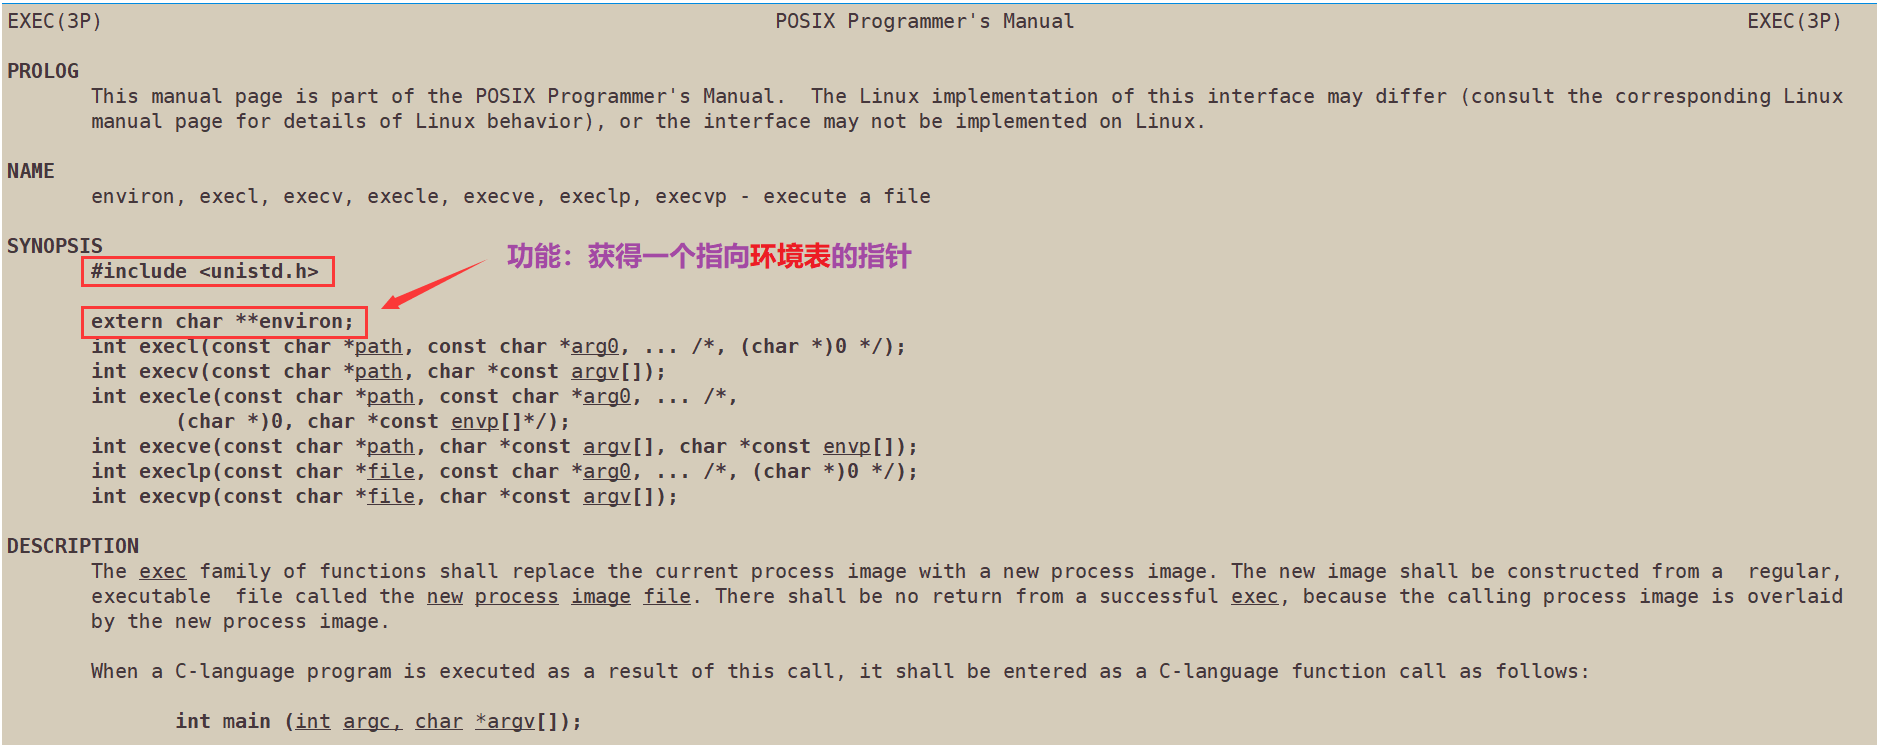 EXEC(3P) POSIX Programmer's Manual EXEC(3P)
PROLOG
This manual page is part of the POSIX Programmer's Manual. The Linux implementation of this interface may differ (consult the corresponding Linux
manual page for details of Linux behavior), or the interface may not be implemented on Linux.
NAME
environ, execl, execv, execle, execve, execlp, execvp - execute a file
SYNOPSIS
功能：获得一个指向环境表的指针
#include <unistd.h>
extern char **environ;
int execl(const char *path, const char *arg0, ... /*, (char *)0 */);
int execv(const char *path, char *const argv[]);
int execle(const char *path, const char *arg0, ... /*,
(char *)0, char *const envp[]*/);
int execve(const char *path, char *const argv[], char *const envp[]);
int execlp(const char *file, const char *arg0, ... /*, (char *)0 */);
int execvp(const char *file, char *const argv[]);
DESCRIPTION
The exec family of functions shall replace the current process image with a new process image. The new image shall be constructed from a  regular,
executable  file called the new process image file. There shall be no return from a successful exec, because the calling process image is overlaid
by the new process image.
When a C-language program is executed as a result of this call, it shall be entered as a C-language function call as follows:
int main (int argc, char *argv[]);